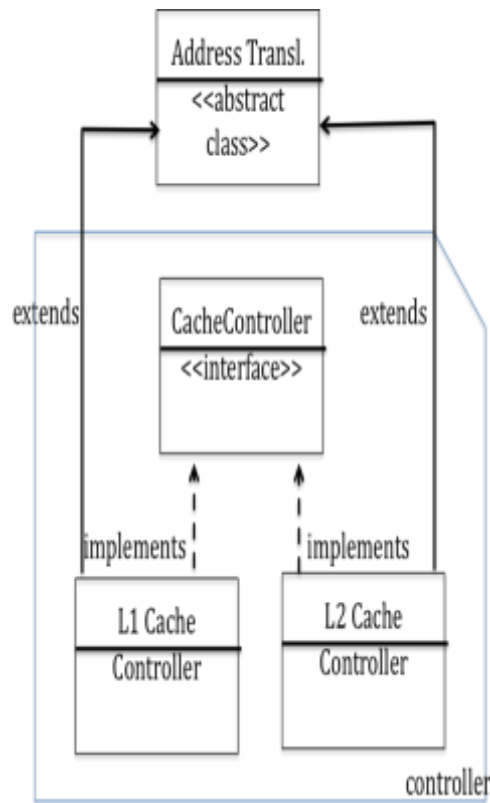 Address Transl.
<<abstract
class>>
extends
extends
CacheController
<<interface>>
implements
implements
L1 Cache
Controller
L2 Cache
Controller
controller